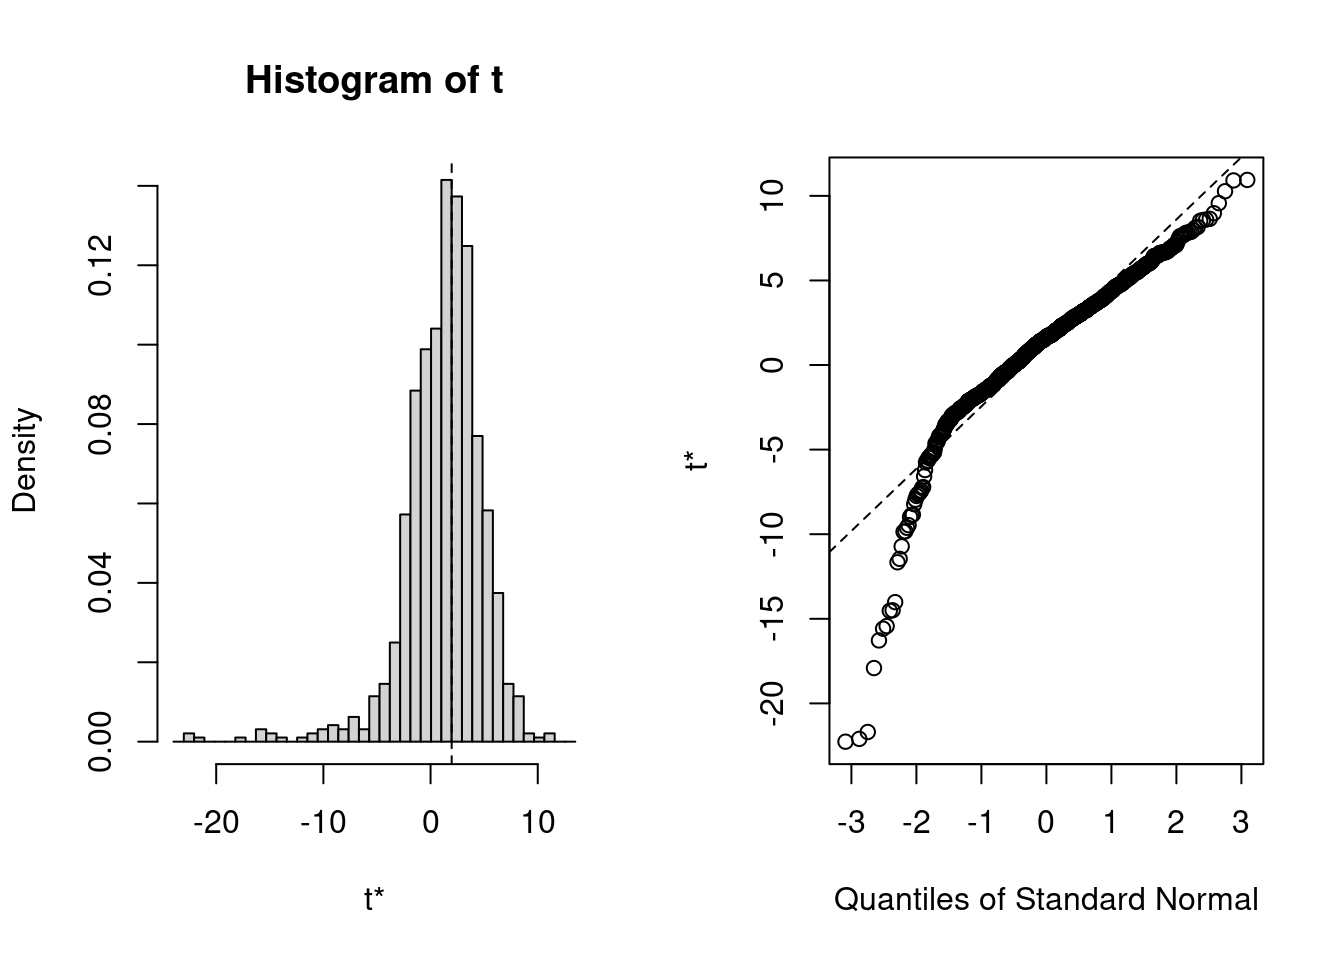 Histogram of t
Density
0.00 0.04 0.08 0.12
-20 -10 0 10
t*
t*
-20 -15 -10 -5 0 5 10
-3 -2 -1 0 1 2 3
Quantiles of Standard Normal